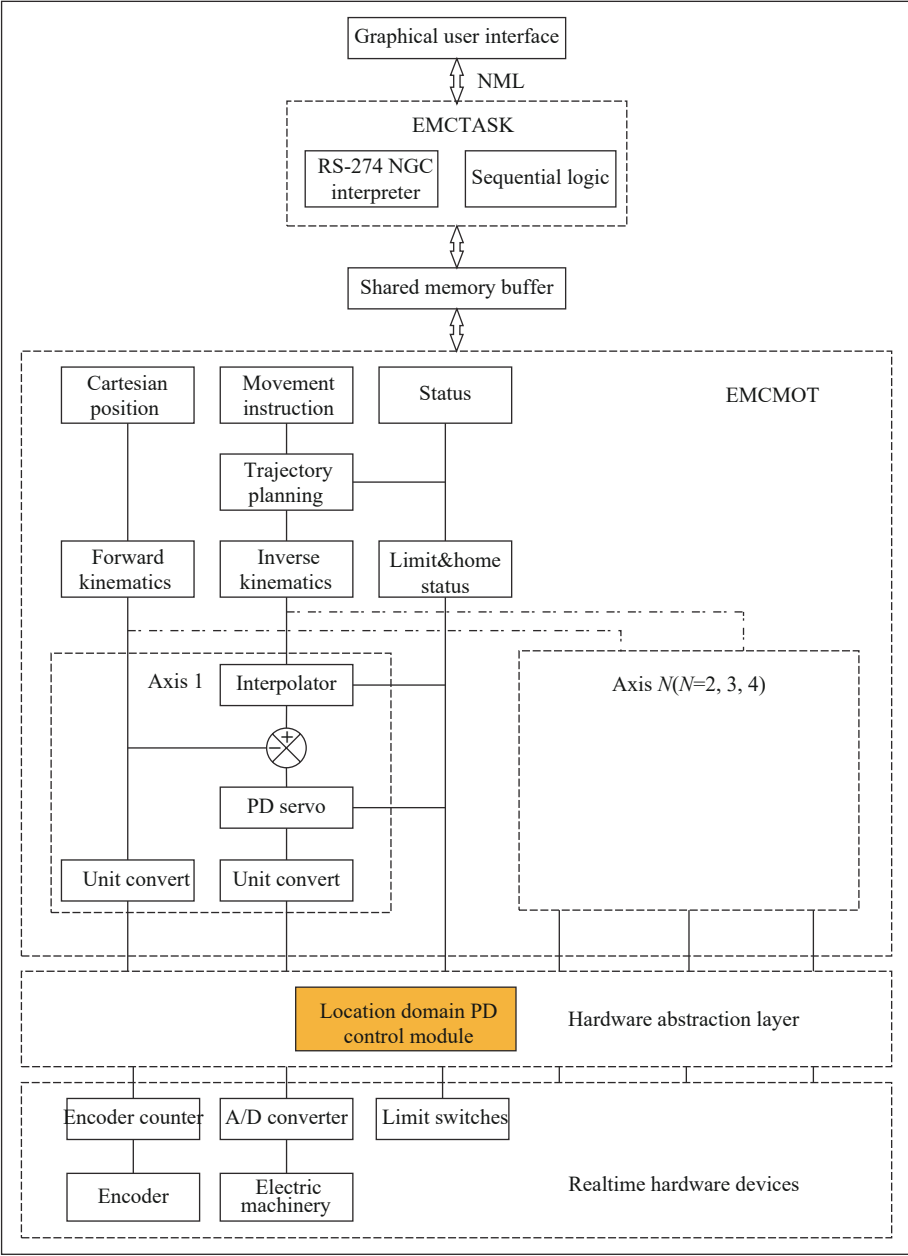 Graphical user interface
NML
EMCTASK
RS-274 NGC
interpreter
Sequential logic
Shared memory buffer
EMCMOT
Cartesian
position
Movement
instruction
Status
Trajectory
planning
Forward
kinematics
Inverse
kinematics
Limit&home
status
Axis 1
Interpolator
Axis N(N=2, 3, 4)
+
−
PD servo
Unit convert
Unit convert
Location domain PD
control module
Hardware abstraction layer
Encoder counter
A/D converter
Limit switches
Encoder
Electric
machinery
Realtime hardware devices